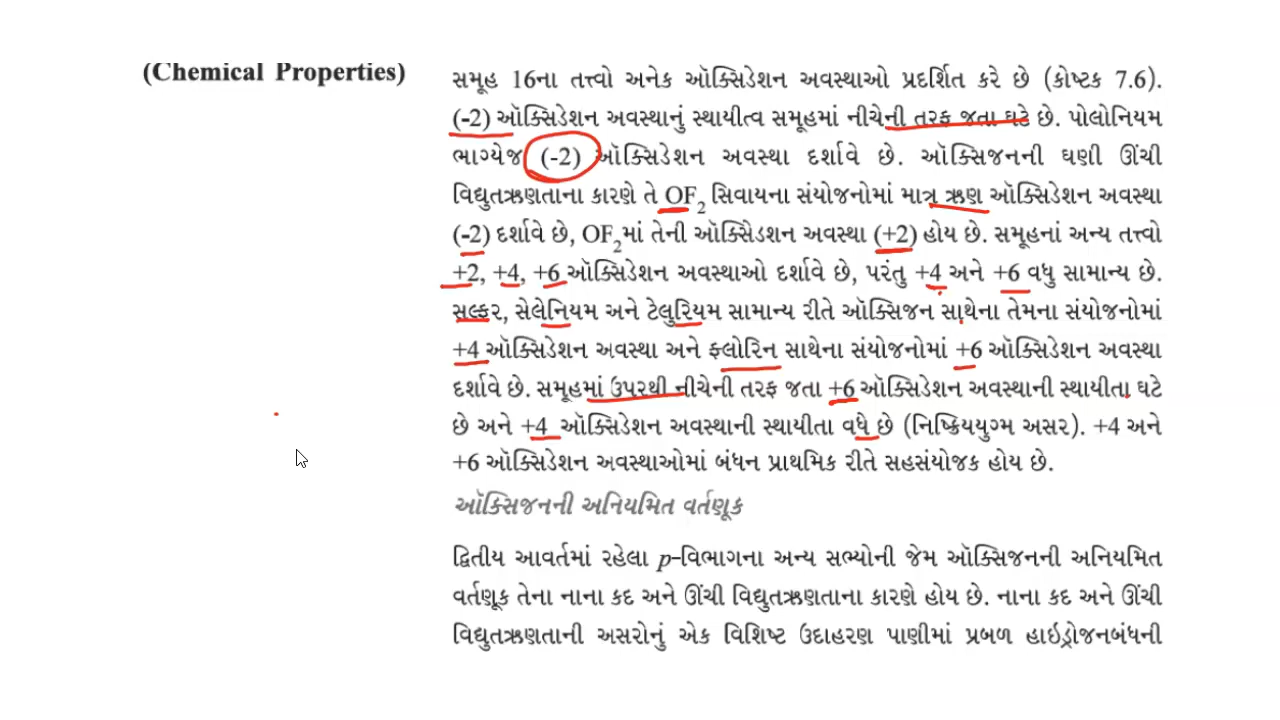 (Chemical Properties)
સમૂહ 16ના તત્ત્વો અનેક ઑક્સિડેશન અવસ્થાઓ પ્રદર્શિત કરે છે (કોષ્ટક 7.6).
(-2) ઑક્સિડેશન અવસ્થાનું સ્થાયીત્વ સમૂહમાં નીચેની તરફ જતા ઘટે છે. પોલોનિયમ
ભાગ્યેજ (-2) ઑક્સિડેશન અવસ્થા દર્શાવે છે. ઑક્સિજનની ઘણી ઊંચી
વિદ્યુતઋણતાના કારણે તે OF₂ સિવાયના સંયોજનોમાં માત્ર ઋણ ઑક્સિડેશન અવસ્થા
(-2) દર્શાવે છે, OF₂માં તેની ઑક્સિડેશન અવસ્થા (+2) હોય છે. સમૂહનાં અન્ય તત્ત્વો
+2, +4, +6 ઑક્સિડેશન અવસ્થાઓ દર્શાવે છે, પરંતુ +4 અને +6 વધુ સામાન્ય છે.
સલ્ફર, સેલેનિયમ અને ટેલુરિયમ સામાન્ય રીતે ઑક્સિજન સાથેના તેમના સંયોજનોમાં
+4 ઑક્સિડેશન અવસ્થા અને ફ્લોરિન સાથેના સંયોજનોમાં +6 ઑક્સિડેશન અવસ્થા
દર્શાવે છે. સમૂહમાં ઉપરથી નીચેની તરફ જતા +6 ઑક્સિડેશન અવસ્થાની સ્થાયીતા ઘટે
છે અને +4 ઑક્સિડેશન અવસ્થાની સ્થાયીતા વધે છે (નિષ્ક્રિયયુગ્મ અસર). +4 અને
+6 ઑક્સિડેશન અવસ્થાઓમાં બંધન પ્રાથમિક રીતે સહસંયોજક હોય છે.
ઑક્સિજનની અનિયમિત વર્તણૂક
દ્વિતીય આવર્તમાં રહેલા p-વિભાગના અન્ય સભ્યોની જેમ ઑક્સિજનની અનિયમિત
વર્તણૂક તેના નાના કદ અને ઊંચી વિદ્યુતઋણતાના કારણે હોય છે. નાના કદ અને ઊંચી
વિદ્યુતઋણતાની અસરોનું એક વિશિષ્ટ ઉદાહરણ પાણીમાં પ્રબળ હાઇડ્રોજનબંધની